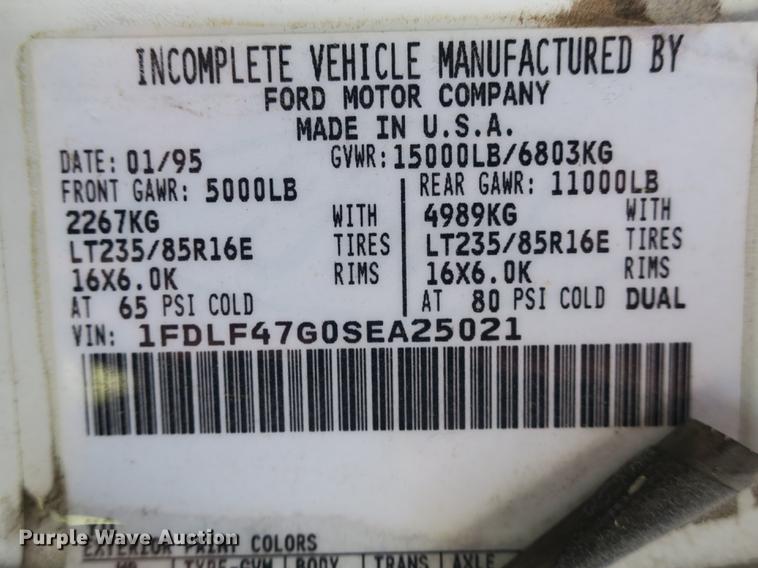 INCOMPLETE VEHICLE MANUFACTURED BY
FORD MOTOR COMPANY
MADE IN U.S.A.
DATE: 01/95 GVWR: 15000LB/6803KG
FRONT GAWR: 5000LB REAR GAWR: 11000LB
2267KG WITH 4989KG WITH
LT235/85R16E TIRES LT235/85R16E TIRES
16X6.0K RIMS 16X6.0K RIMS
AT 65 PSI COLD AT 80 PSI COLD DUAL
VIN: 1FDLF47G0SEA25021
EXTERIOR PAINT COLORS
WB TYPE-GVW BODY TRANS AXLE
Purple Wave Auction